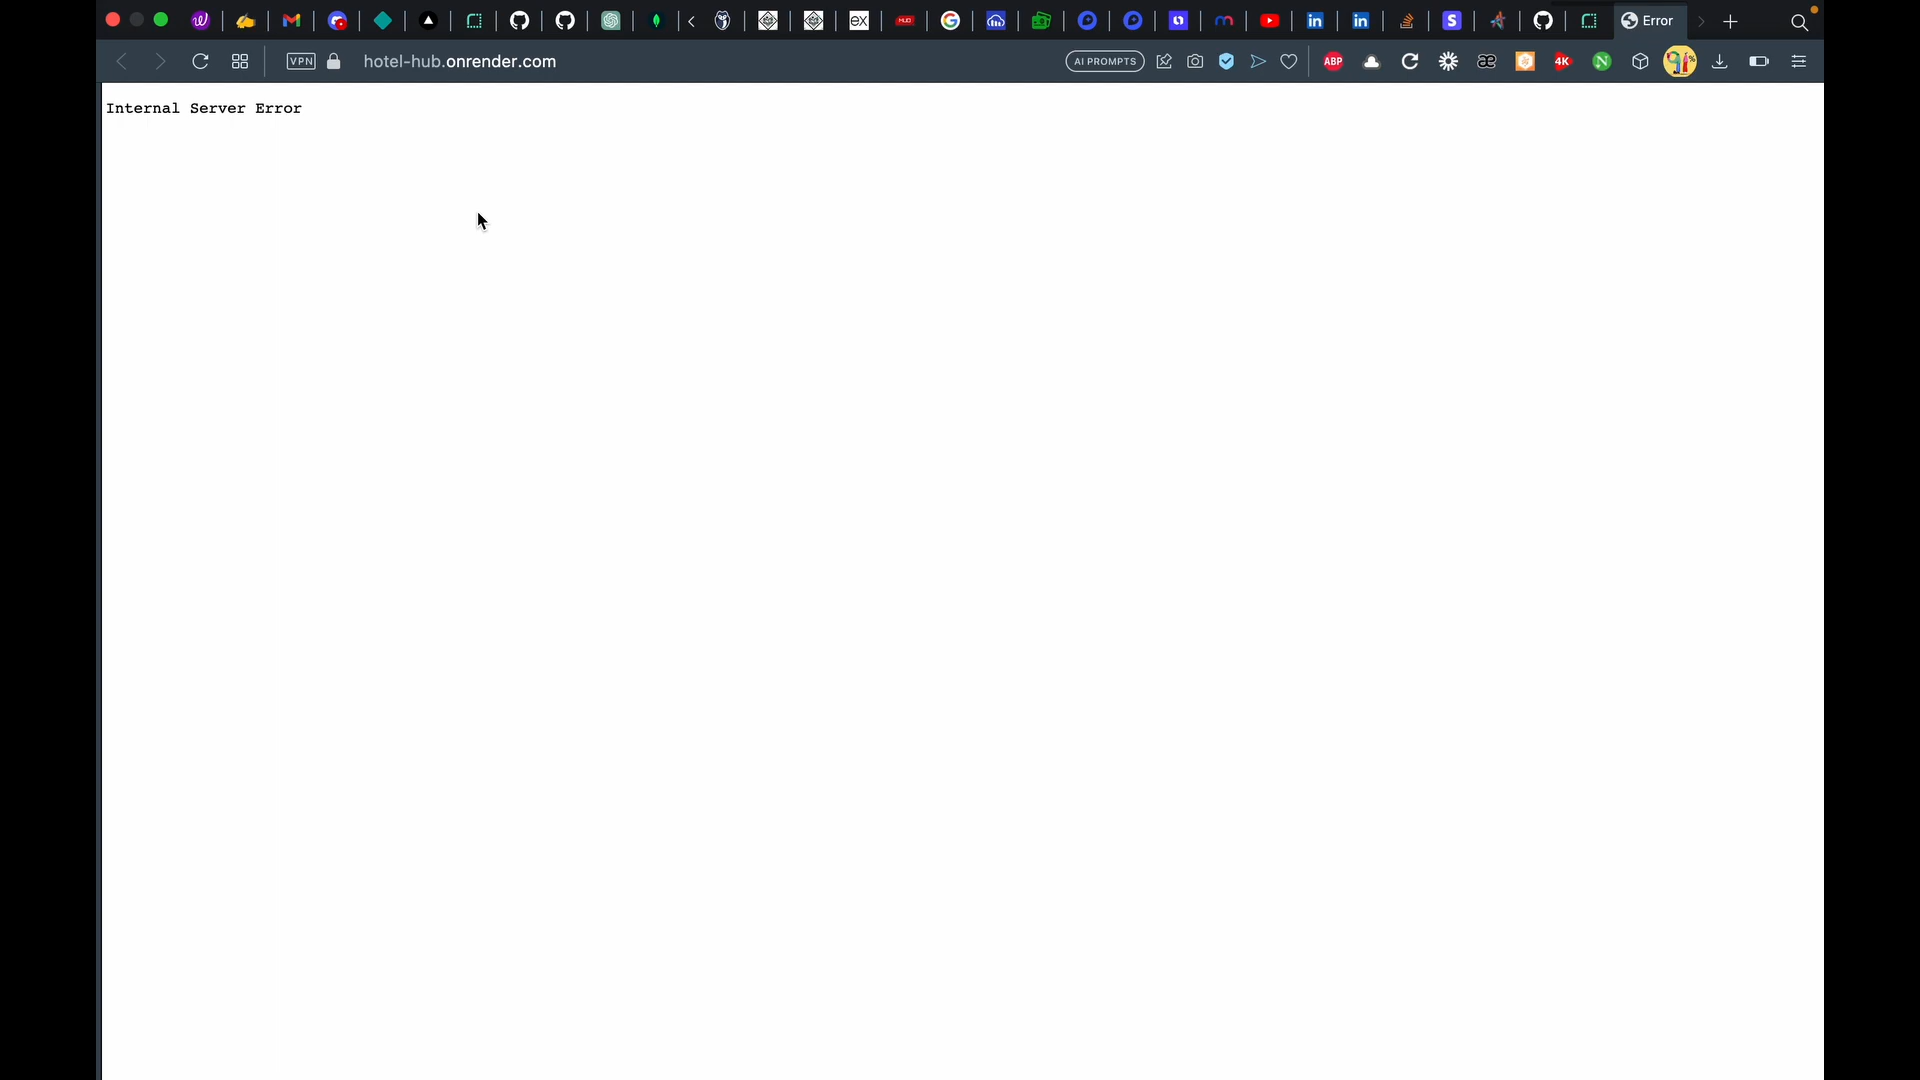 Error
VPN
hotel-hub.onrender.com
AI PROMPTS
ABP
æ
4K
N
Internal Server Error